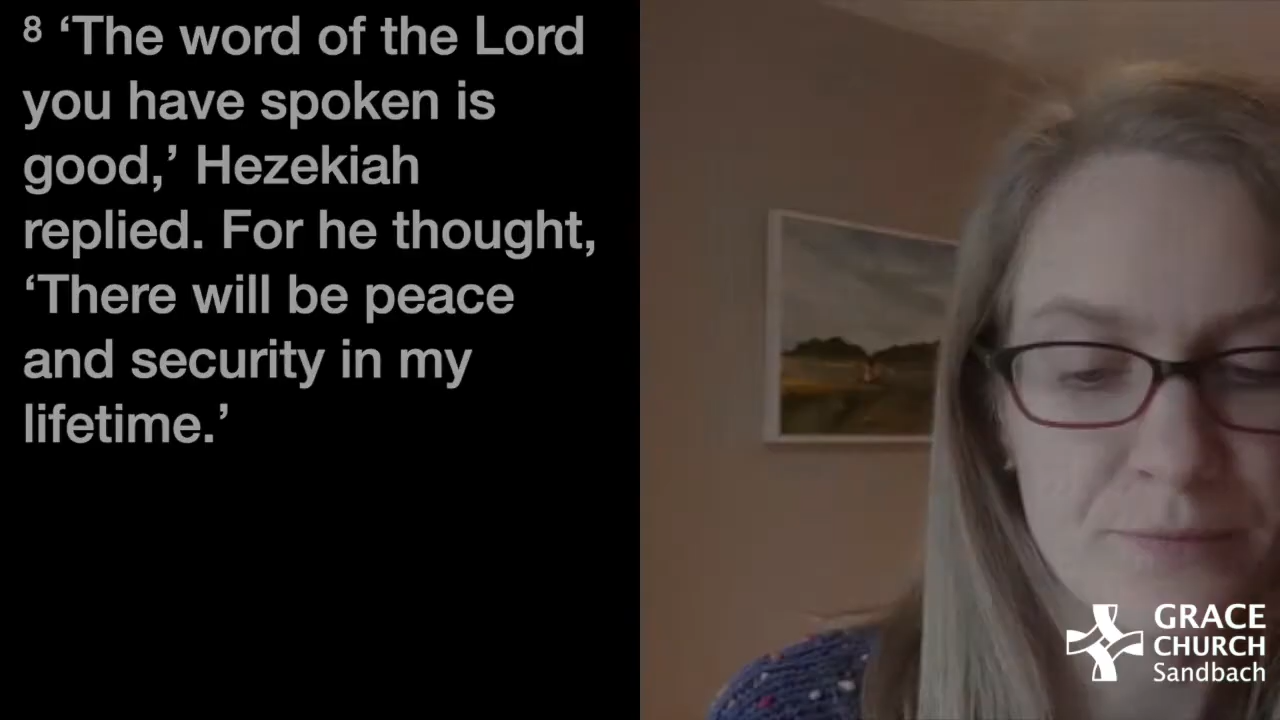 8 ‘The word of the Lord
you have spoken is
good,’ Hezekiah
replied. For he thought,
‘There will be peace
and security in my
lifetime.’
GRACE
CHURCH
Sandbach